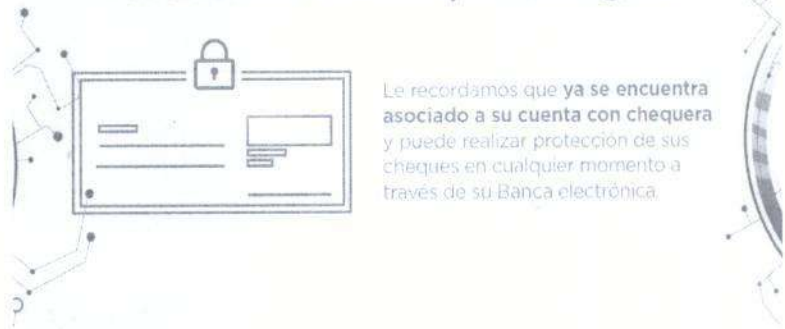 Le recordamos que ya se encuentra
asociado a su cuenta con chequera
y puede realizar protección de sus
cheques en cualquier momento a
través de su Banca electrónica.